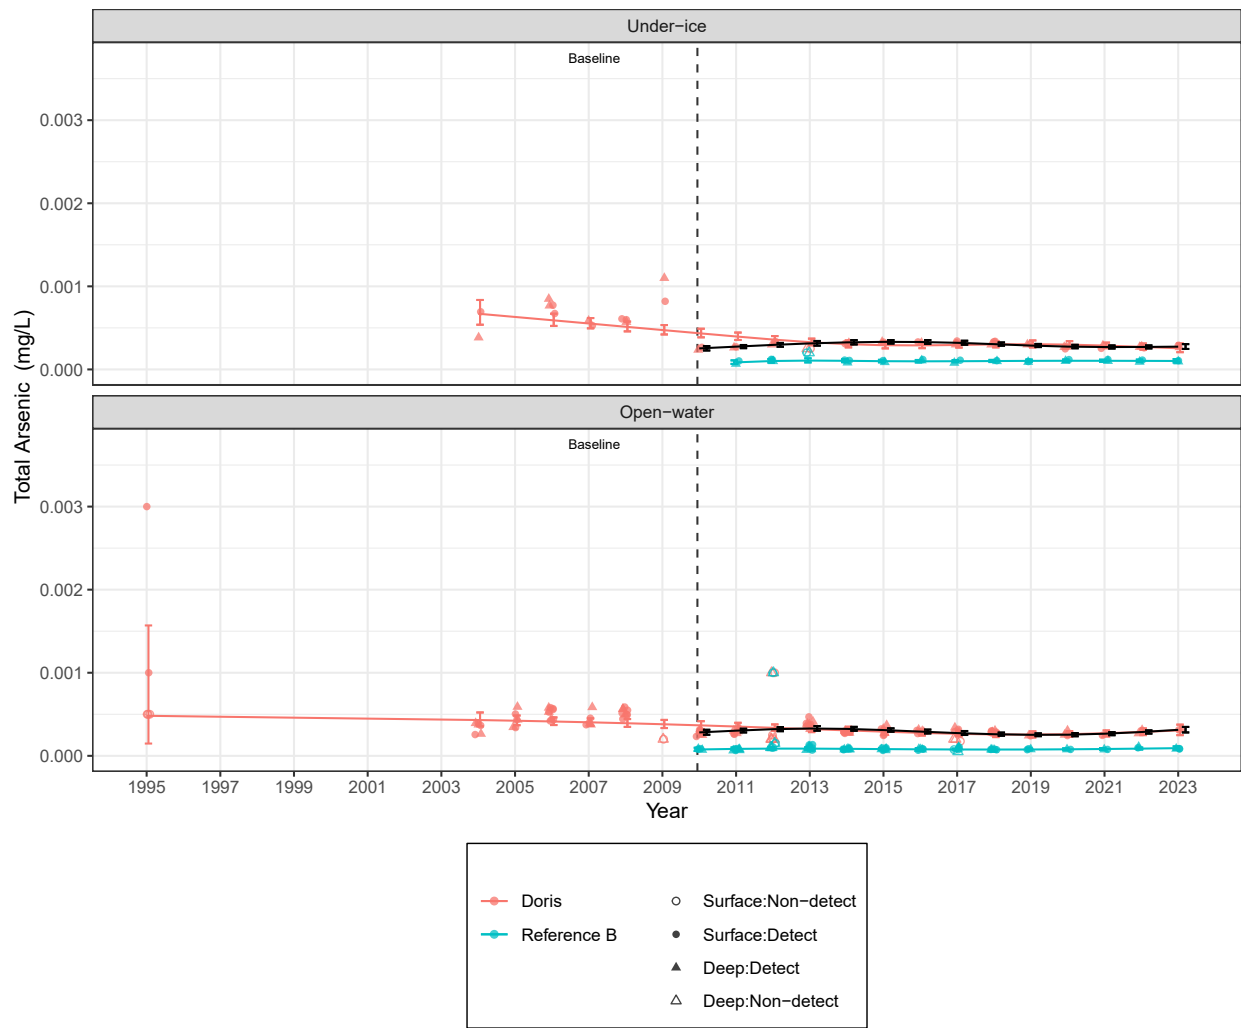 Under−ice
Baseline
0.003
0.002
0.001
0.000
Open−water
Baseline
0.003
0.002
0.001
0.000
Total Arsenic (mg/L)
1995 1997 1999 2001 2003 2005 2007 2009 2011 2013 2015 2017 2019 2021 2023
Year
Doris
Reference B
Surface:Non−detect
Surface:Detect
Deep:Detect
Deep:Non−detect